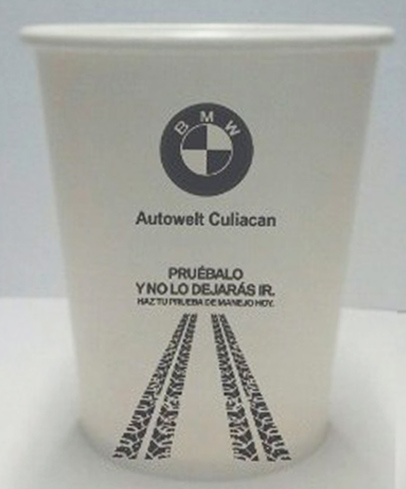 BMW
Autowelt Culiacan
PRUÉBALO
Y NO LO DEJARÁS IR.
HAZ TU PRUEBA DE MANEJO HOY.